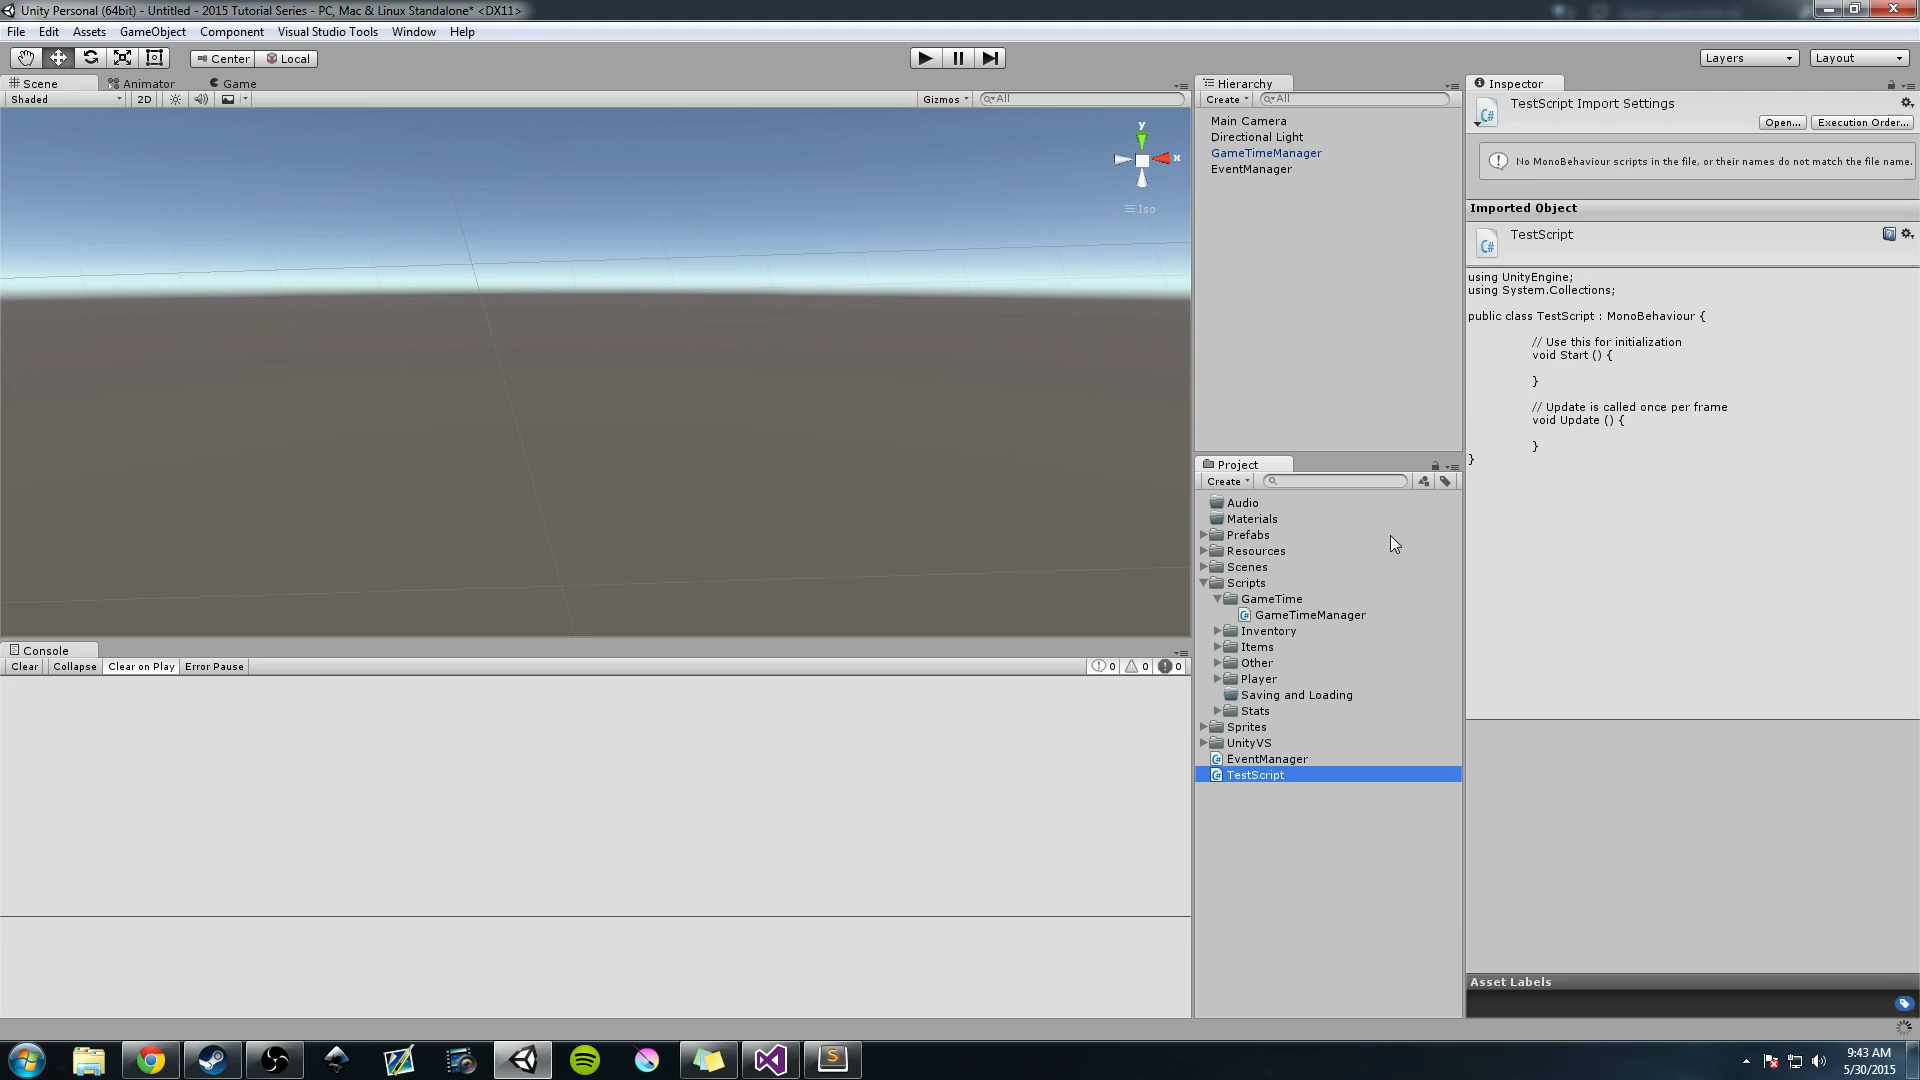 Unity Personal (64bit) - Untitled - 2015 Tutorial Series - PC, Mac & Linux Standalone* <DX11>
File Edit Assets GameObject Component Visual Studio Tools Window Help
Center Local
Layers Layout
Scene Animator Game
Shaded 2D Gizmos All
y
x
Iso
Console
Clear Collapse Clear on Play Error Pause 0 0 0
Hierarchy
Create All
Main Camera
Directional Light
GameTimeManager
EventManager
Project
Create
Audio
Materials
Prefabs
Resources
Scenes
Scripts
GameTime
GameTimeManager
Inventory
Items
Other
Player
Saving and Loading
Stats
Sprites
UnityVS
EventManager
TestScript
Inspector
TestScript Import Settings
Open... Execution Order...
No MonoBehaviour scripts in the file, or their names do not match the file name.
Imported Object
TestScript
using UnityEngine;
using System.Collections;
public class TestScript : MonoBehaviour {
// Use this for initialization
void Start () {
}
// Update is called once per frame
void Update () {
}
}
Asset Labels
9:43 AM
5/30/2015